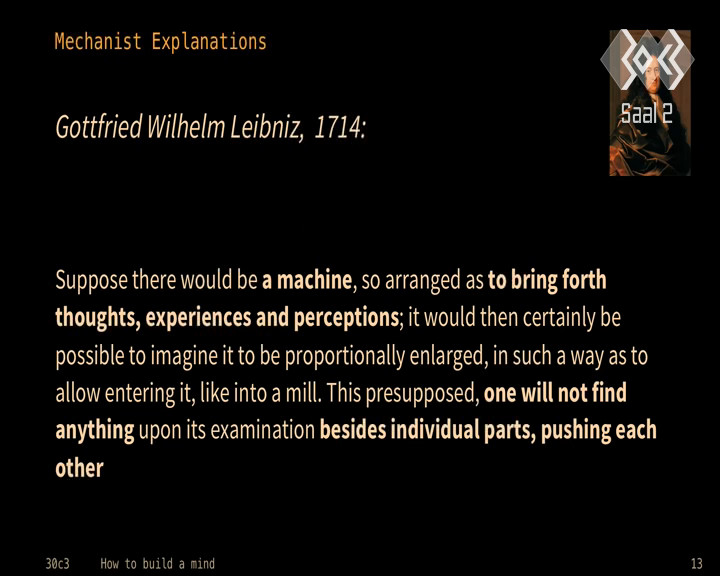 Mechanist Explanations
Saal 2
Gottfried Wilhelm Leibniz, 1714:
Suppose there would be a machine, so arranged as to bring forth
thoughts, experiences and perceptions; it would then certainly be
possible to imagine it to be proportionally enlarged, in such a way as to
allow entering it, like into a mill. This presupposed, one will not find
anything upon its examination besides individual parts, pushing each
other
30c3 How to build a mind 13